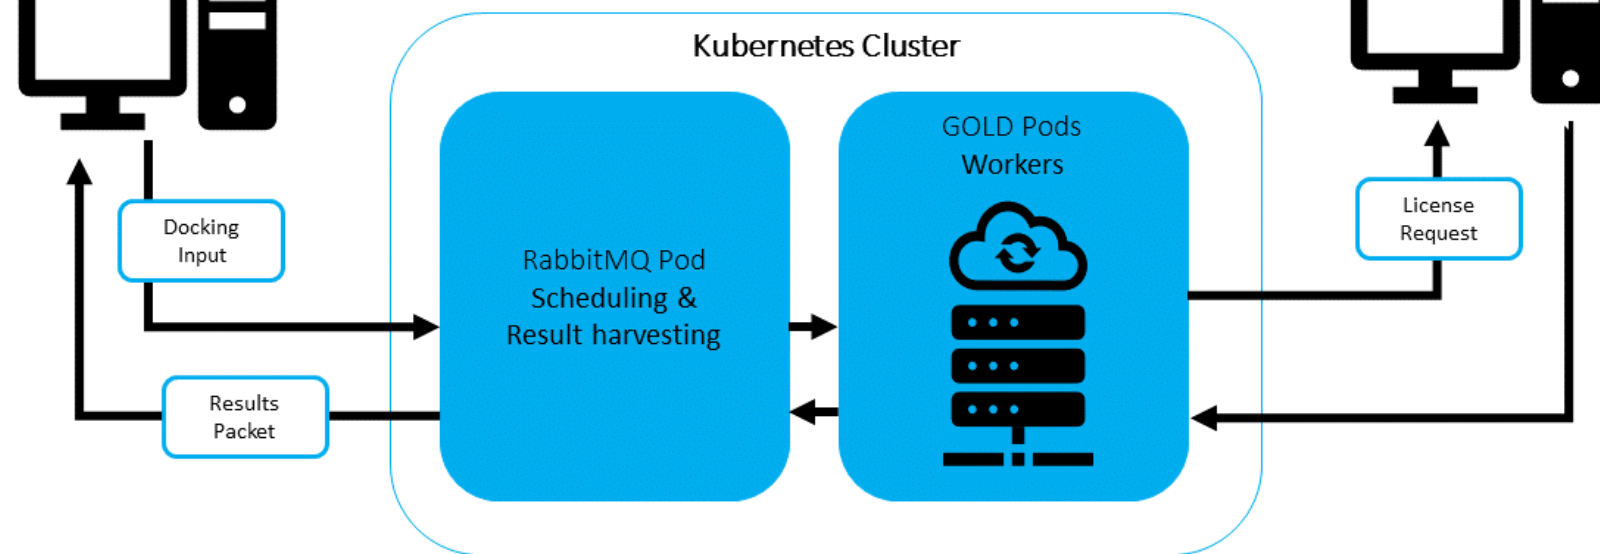 Kubernetes Cluster
GOLD Pods
Workers
License
Request
Docking
Input
RabbitMQ Pod
Scheduling &
Result harvesting
Results
Packet